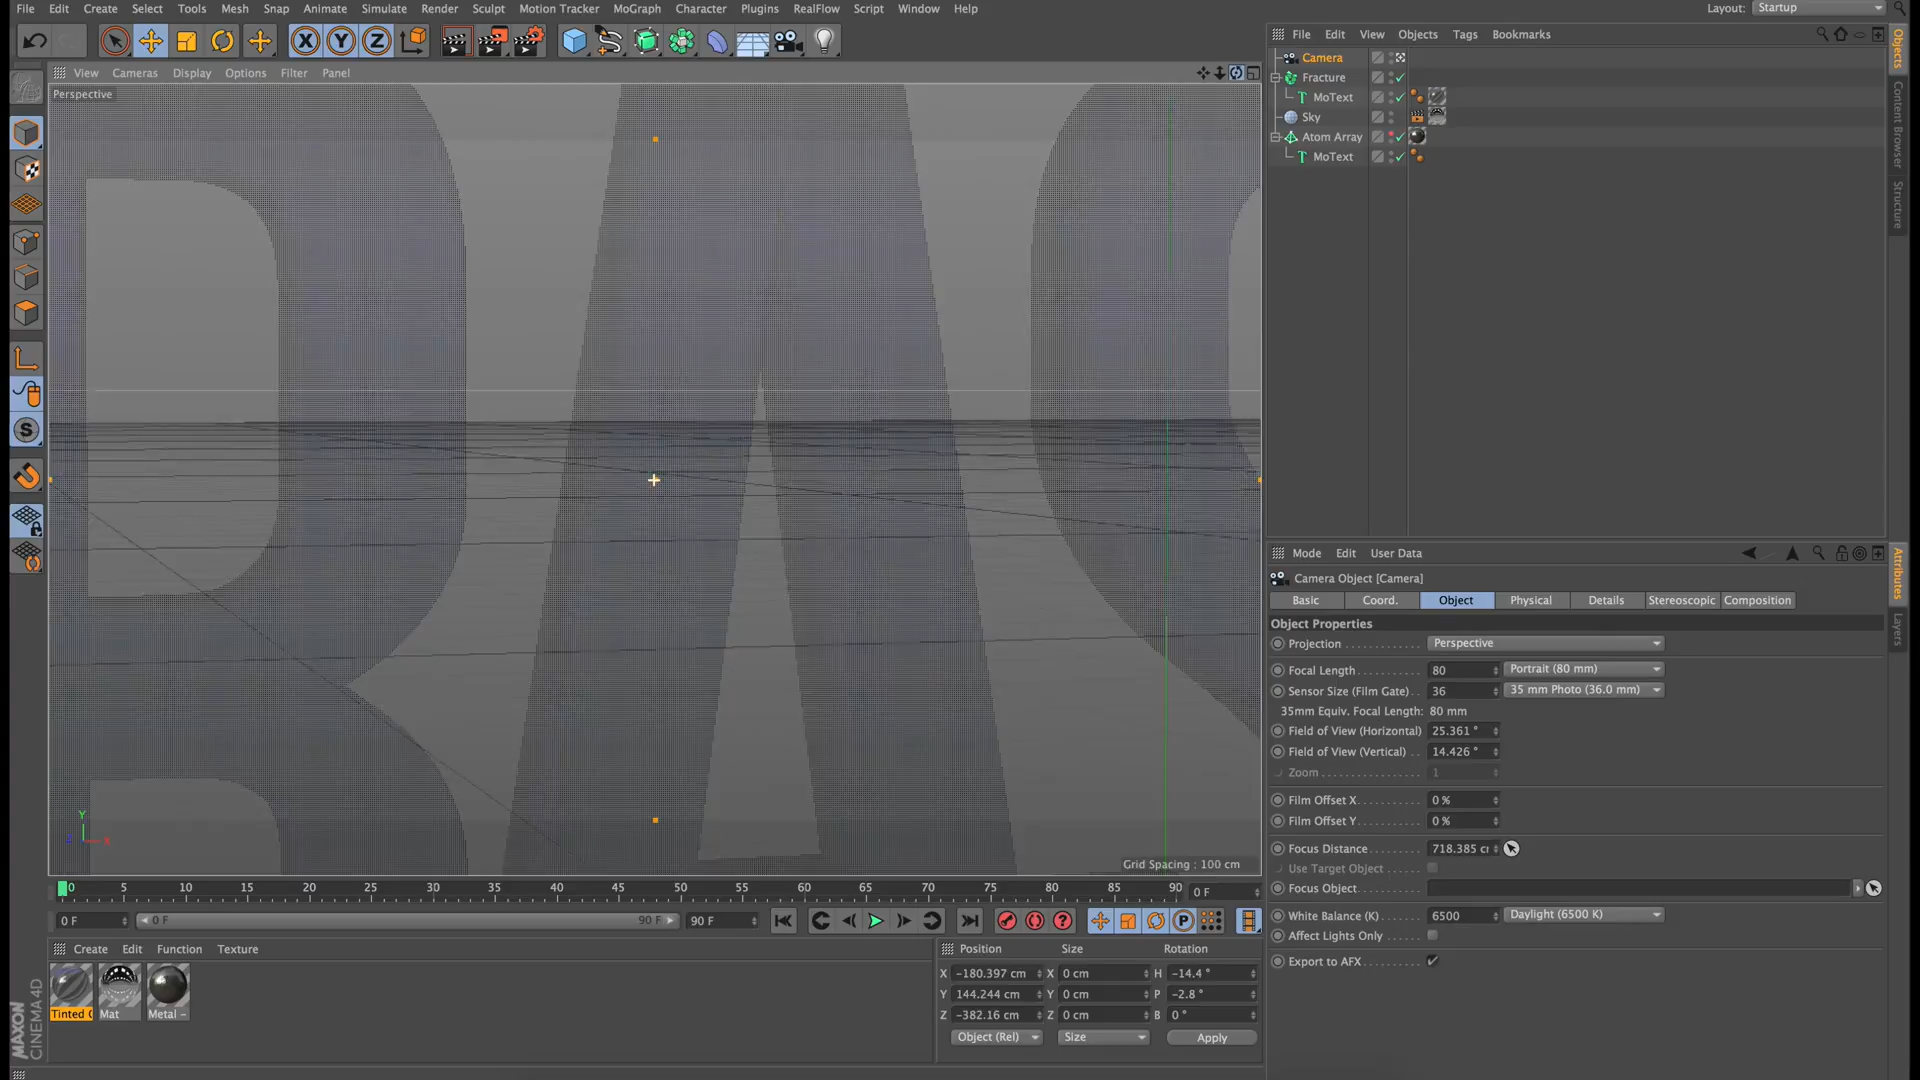 File Edit Create Select Tools Mesh Snap Animate Simulate Render Sculpt Motion Tracker MoGraph Character Plugins RealFlow Script Window Help Layout: Startup
File Edit View Objects Tags Bookmarks
View Cameras Display Options Filter Panel
Perspective
Camera
Fracture
MoText
Sky
Atom Array
MoText
Objects
Content Browser
Structure
X Y Z
S
Y
X
Grid Spacing : 100 cm
Mode Edit User Data
Camera Object [Camera]
Basic Coord. Object Physical Details Stereoscopic Composition
Object Properties
Projection Perspective
Focal Length 80 Portrait (80 mm)
Sensor Size (Film Gate) 36 35 mm Photo (36.0 mm)
35mm Equiv. Focal Length: 80 mm
Field of View (Horizontal) 25.361 °
Field of View (Vertical) 14.426 °
Zoom 1
Film Offset X 0 %
Film Offset Y 0 %
Focus Distance 718.385 c
Use Target Object
Focus Object
White Balance (K) 6500 Daylight (6500 K)
Affect Lights Only
Export to AFX
Attributes
Layers
0 5 10 15 20 25 30 35 40 45 50 55 60 65 70 75 80 85 90 0 F
0 F 0 F 90 F 90 F
P
Create Edit Function Texture
Tinted Mat Metal -
Position Size Rotation
X -180.397 cm X 0 cm H -14.4 °
Y 144.244 cm Y 0 cm P -2.8 °
Z -382.16 cm Z 0 cm B 0 °
Object (Rel) Size Apply
MAXON
CINEMA 4D